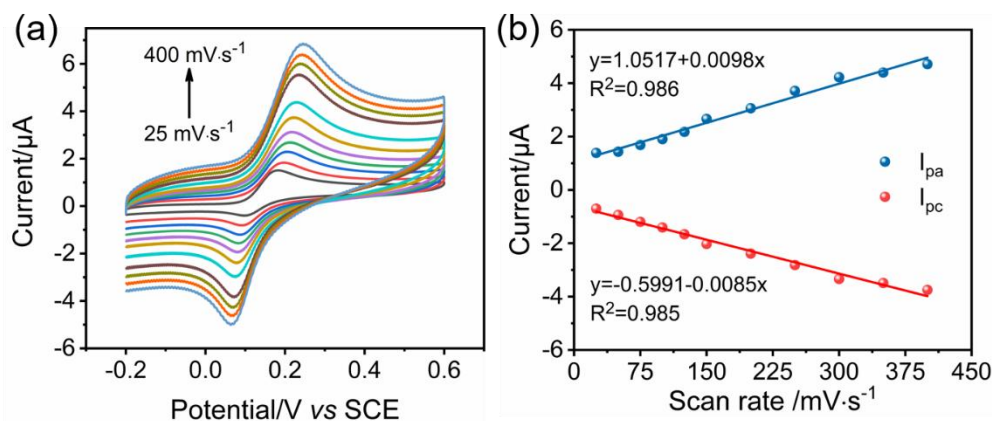 (a)
400 mV·s⁻¹
25 mV·s⁻¹
Current/μA
6
4
2
0
-2
-4
-6
-0.2 0.0 0.2 0.4 0.6
Potential/V vs SCE
(b)
y=1.0517+0.0098x
R²=0.986
I_pa
I_pc
y=-0.5991-0.0085x
R²=0.985
Current/μA
6
4
2
0
-2
-4
-6
0 75 150 225 300 375 450
Scan rate /mV·s⁻¹